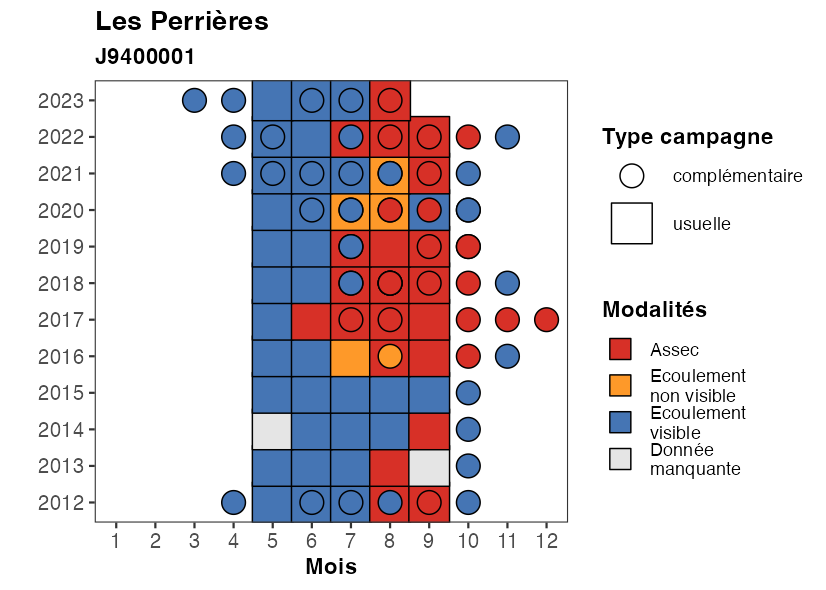 Les Perrières
J9400001
2023
2022
2021
2020
2019
2018
2017
2016
2015
2014
2013
2012
1 2 3 4 5 6 7 8 9 10 11 12
Mois
Type campagne
complémentaire
usuelle
Modalités
Assec
Ecoulement
non visible
Ecoulement
visible
Donnée
manquante